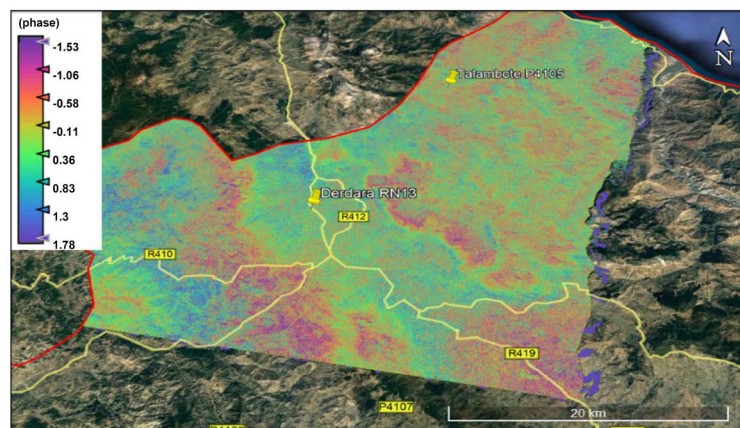 (phase)
-1.53
-1.06
-0.58
-0.11
0.36
0.83
1.3
1.78
N
Talambote P4105
Derdara RN13
R412
R410
R419
P4107
20 km